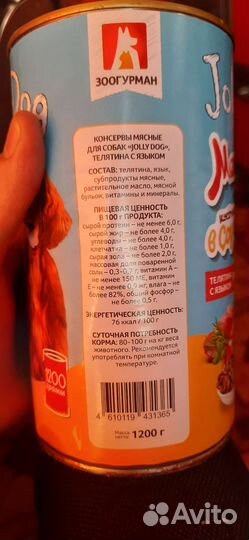 ЗООГУРМАН
Dog
Jo
КОНСЕРВЫ МЯСНЫЕ
ДЛЯ СОБАК «JOLLY DOG»,
ТЕЛЯТИНА С ЯЗЫКОМ
СОСТАВ: телятина, язык,
субпродукты мясные,
растительное масло, мясной
бульон, витамины и минералы.
ПИЩЕВАЯ ЦЕННОСТЬ
В 100 г ПРОДУКТА:
сырой протеин – не менее 6,0 г,
сырой жир – не более 4,0 г,
углеводы – не более 4,0 г,
клетчатка – не более 1,0 г,
сырая зола – не более 2,0 г,
массовая доля поваренной
соли – 0,3-0,7 г, витамин А –
не менее 150 МЕ, витамин
Е – не менее 0,9 мг, влага – не
более 82%, общий фосфор –
не более 0,5 г.
ЭНЕРГЕТИЧЕСКАЯ ЦЕННОСТЬ:
76 ккал / 100 г
СУТОЧНАЯ ПОТРЕБНОСТЬ
КОРМА: 80-100 г на кг веса
животного. Рекомендуется
употреблять при комнатной
температуре.
4 610119 431365
Масса
нетто:
1200 г
1200
ТЕЛЯТИНА
С ЯЗЫКОМ
Avito